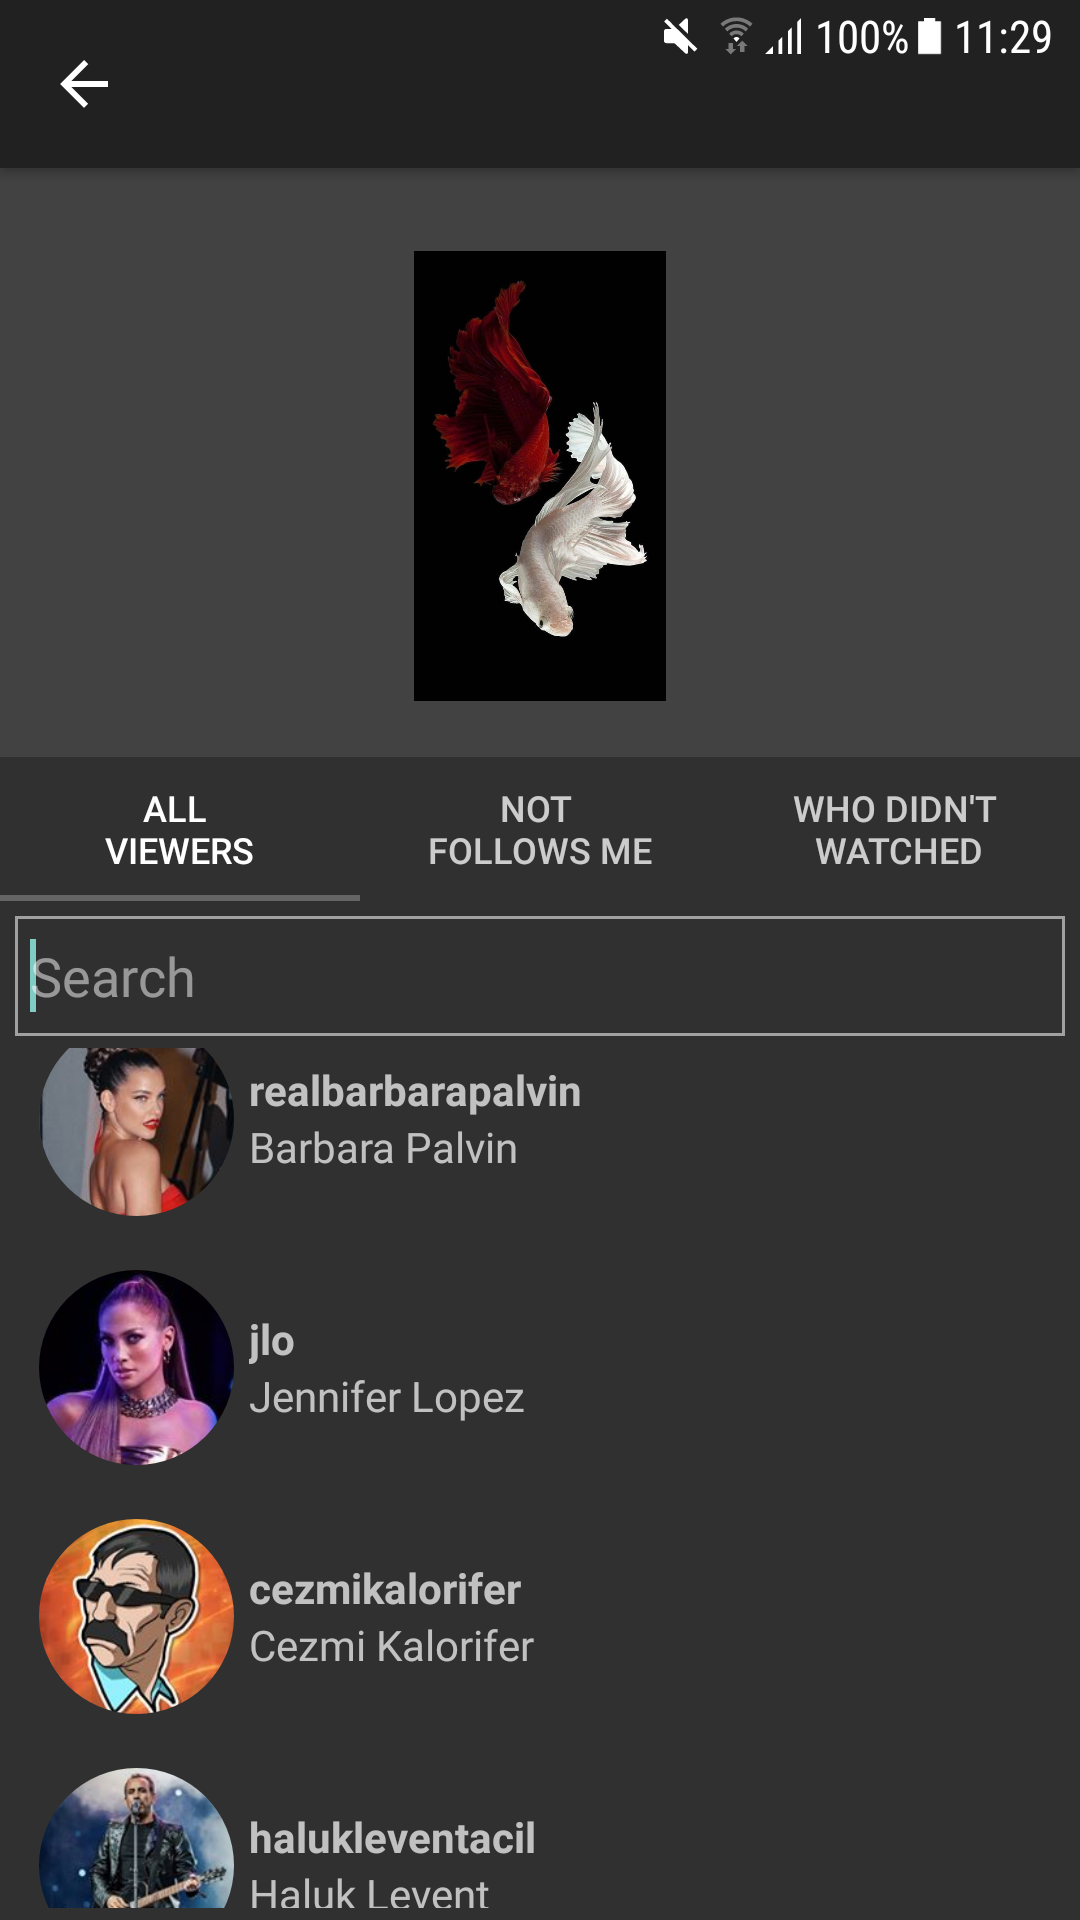 100% 11:29
ALL
VIEWERS
NOT
FOLLOWS ME
WHO DIDN'T
WATCHED
Search
realbarbarapalvin
Barbara Palvin
jlo
Jennifer Lopez
cezmikalorifer
Cezmi Kalorifer
halukleventacil
Haluk Levent